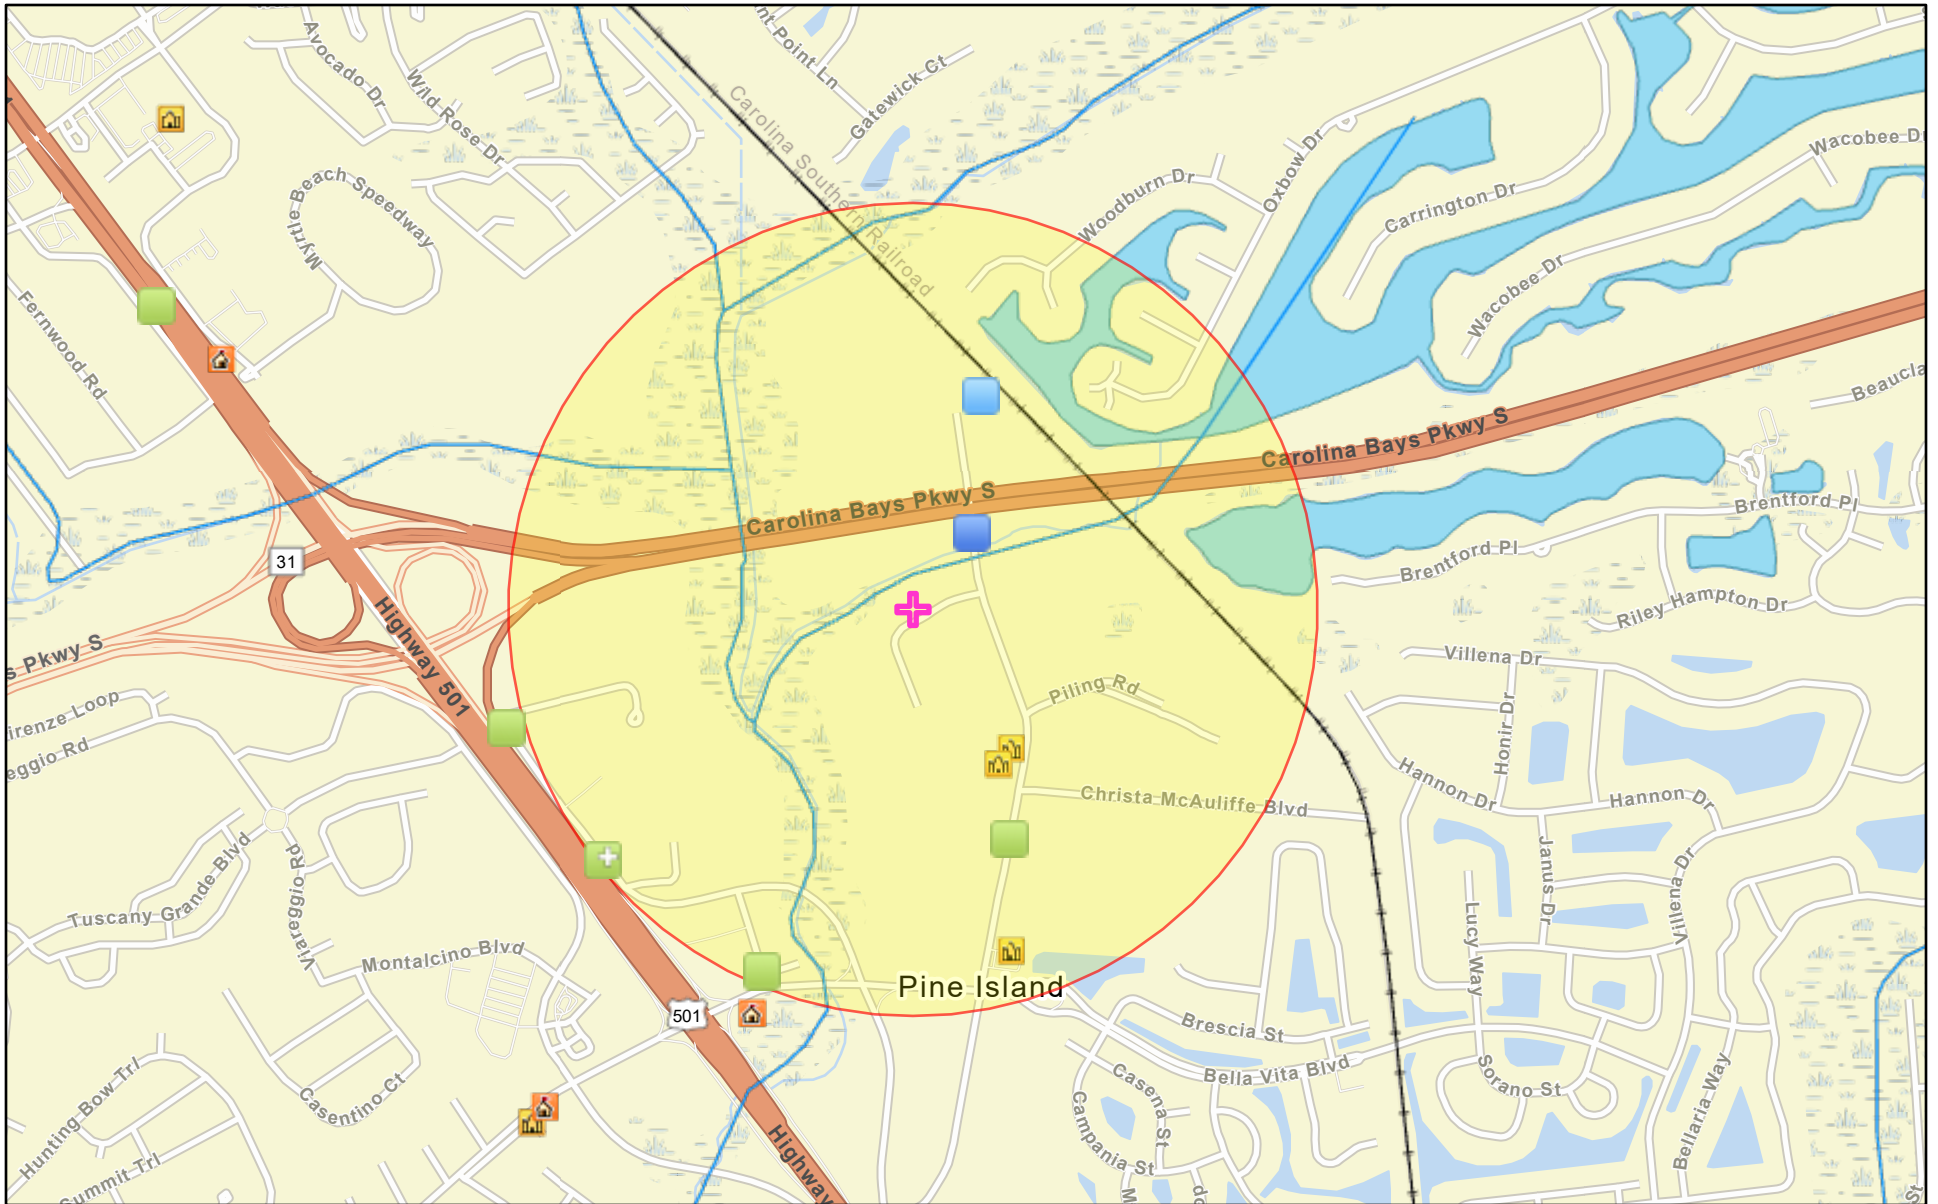 Avocado Dr
Wild Rose Dr
nt Point Ln
Gatewick Ct
Carolina Southern Railroad
Woodburn Dr
Oxbow Dr
Wacobee Dr
Carrington Dr
Myrtle Beach Speedway
Wacobee Dr
Fernwood Rd
Beaucla
Carolina Bays Pkwy S
Carolina Bays Pkwy S
Brentford Pl
Brentford Pl
31
Riley Hampton Dr
Highway 501
s Pkwy S
Villena Dr
Piling Rd
irenze Loop
eggio Rd
Honir Dr
Hannon Dr
Hannon Dr
Christa McAuliffe Blvd
Tuscany Grande Blvd
Viareggio Rd
Janus Dr
Villena Dr
Lucy Way
Montalcino Blvd
Pine Island
501
Brescia St
Bella Vita Blvd
Sorano St
Casena St
Campania St
Bellaria Way
Casentino Ct
Hunting Bow Trl
Summit Trl
Highway
M
do
St